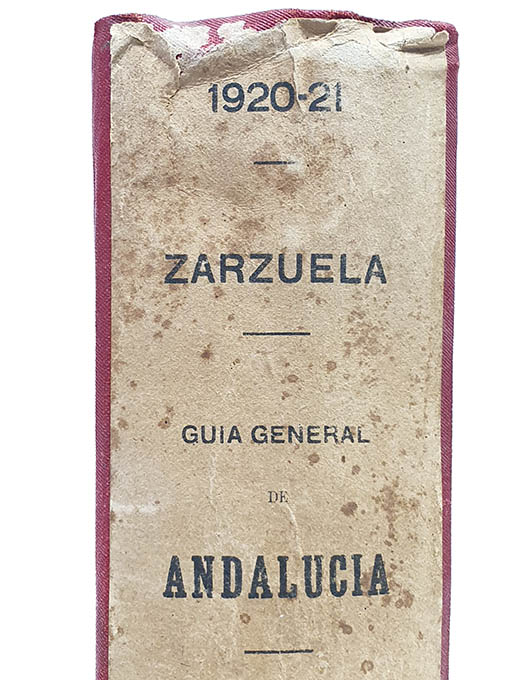 1920-21
ZARZUELA
GUIA GENERAL
DE
ANDALUCIA